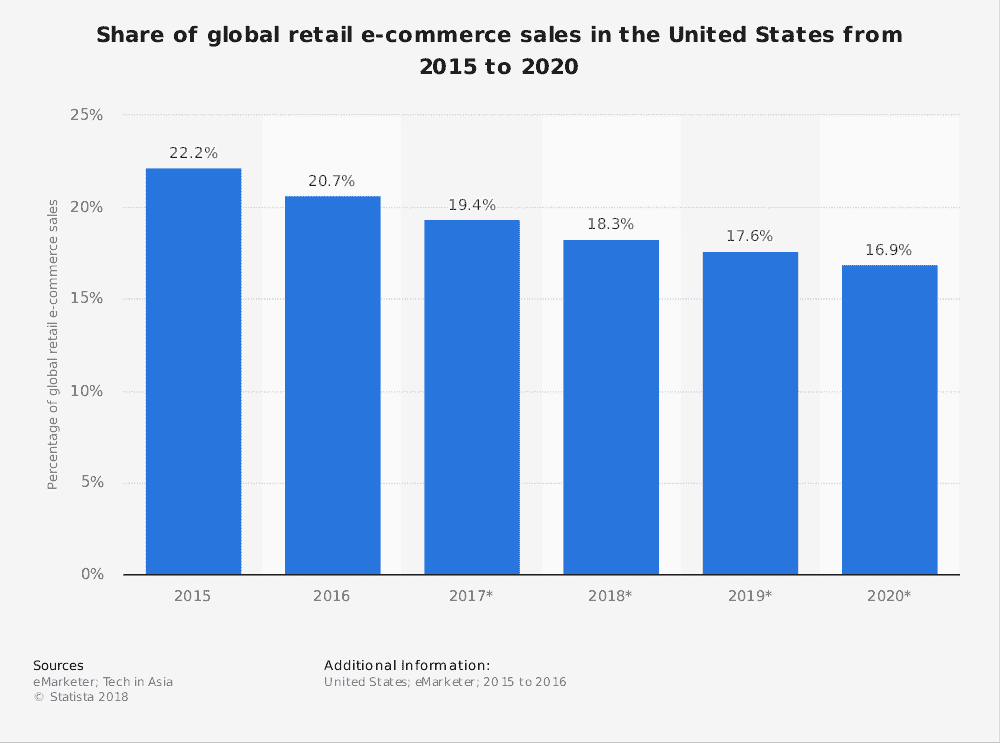 Share of global retail e-commerce sales in the United States from
2015 to 2020
Percentage of global retail e-commerce sales
25%
20%
15%
10%
5%
0%
22.2%
20.7%
19.4%
18.3%
17.6%
16.9%
2015
2016
2017*
2018*
2019*
2020*
Sources
eMarketer; Tech in Asia
© Statista 2018
Additional Information:
United States; eMarketer; 2015 to 2016